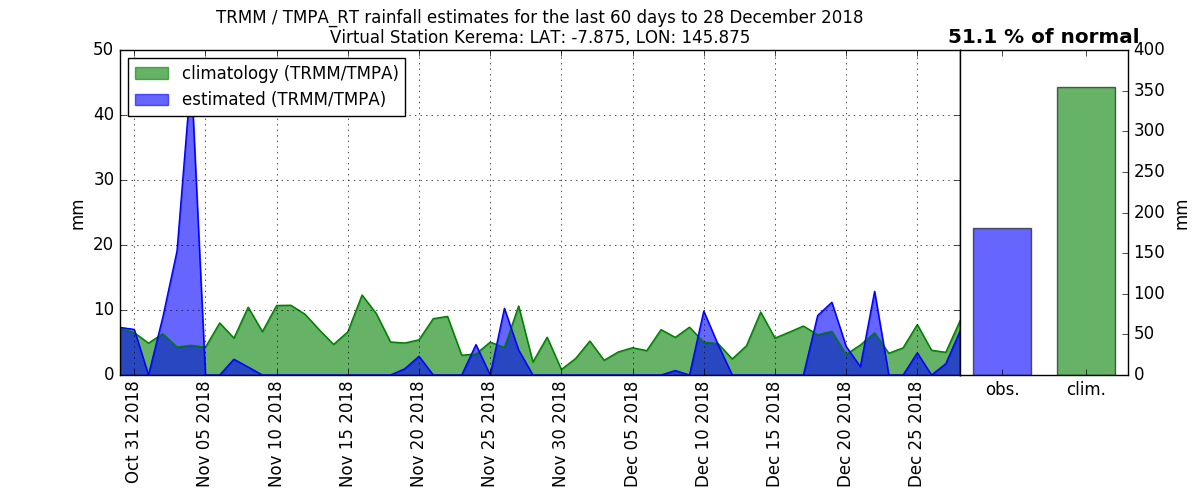 TRMM / TMPA_RT rainfall estimates for the last 60 days to 28 December 2018
Virtual Station Kerema: LAT: -7.875, LON: 145.875
51.1 % of normal
climatology (TRMM/TMPA)
estimated (TRMM/TMPA)
50
40
30
20
10
0
mm
Oct 31 2018
Nov 05 2018
Nov 10 2018
Nov 15 2018
Nov 20 2018
Nov 25 2018
Nov 30 2018
Dec 05 2018
Dec 10 2018
Dec 15 2018
Dec 20 2018
Dec 25 2018
obs.
clim.
400
350
300
250
200
150
100
50
0
mm